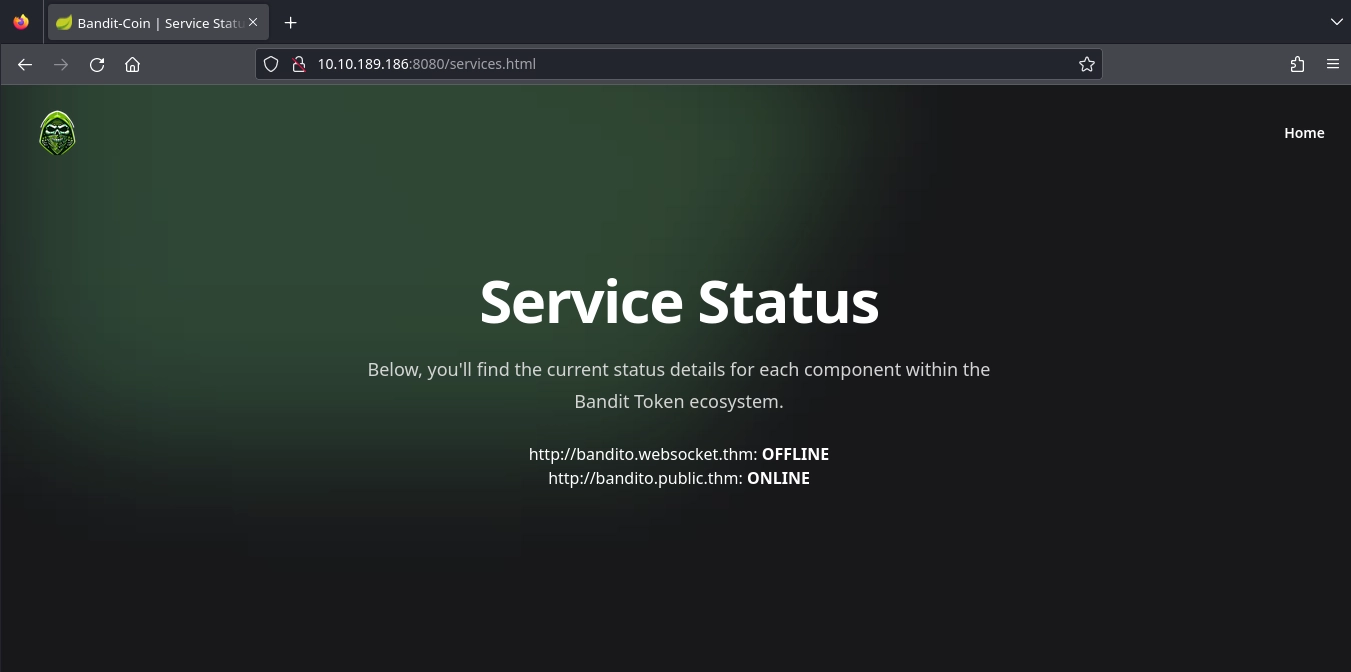 Bandit-Coin | Service Statu
10.10.189.186:8080/services.html
Home
Service Status
Below, you'll find the current status details for each component within the
Bandit Token ecosystem.
http://bandito.websocket.thm: OFFLINE
http://bandito.public.thm: ONLINE